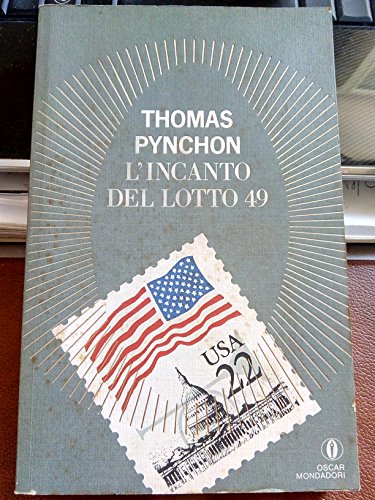 THOMAS
PYNCHON
L'INCANTO
DEL LOTTO 49
USA
22
OSCAR
MONDADORI